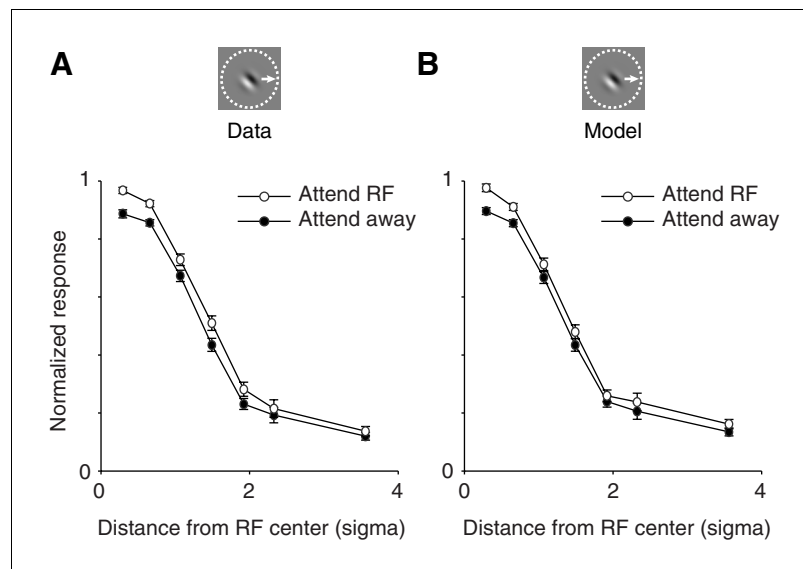 A
Data
1
Attend RF
Attend away
Normalized response
0
0
2
4
Distance from RF center (sigma)
B
Model
1
Attend RF
Attend away
0
0
2
4
Distance from RF center (sigma)